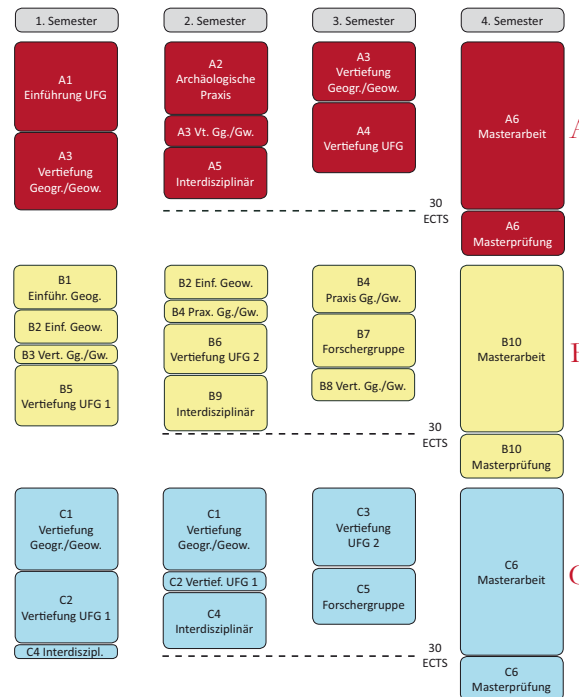 1. Semester
2. Semester
3. Semester
4. Semester
A1
Einführung UFG
A3
Vertiefung
Geogr./Geow.
A2
Archäologische
Praxis
A3 Vt. Gg./Gw.
A5
Interdisziplinär
A3
Vertiefung
Geogr./Geow.
A4
Vertiefung UFG
30
ECTS
A6
Masterarbeit
A6
Masterprüfung
A
B1
Einführ. Geog.
B2 Einf. Geow.
B3 Vert. Gg./Gw.
B5
Vertiefung UFG 1
B2 Einf. Geow.
B4 Prax. Gg./Gw.
B6
Vertiefung UFG 2
B9
Interdisziplinär
B4
Praxis Gg./Gw.
B7
Forschergruppe
B8 Vert. Gg./Gw.
30
ECTS
B10
Masterarbeit
B10
Masterprüfung
B
C1
Vertiefung
Geogr./Geow.
C2
Vertiefung UFG 1
C4 Interdiszipl.
C1
Vertiefung
Geogr./Geow.
C2 Vertief. UFG 1
C4
Interdisziplinär
C3
Vertiefung
UFG 2
C5
Forschergruppe
30
ECTS
C6
Masterarbeit
C6
Masterprüfung
C